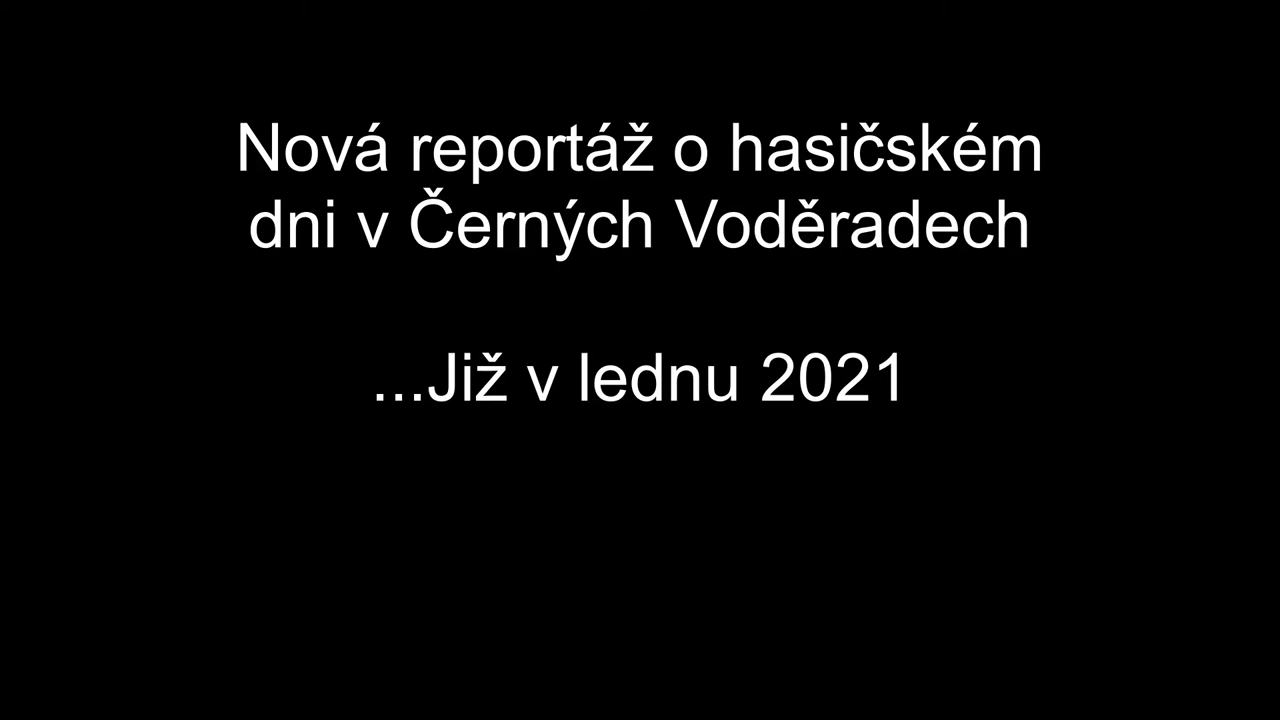 Nová reportáž o hasičském
dni v Černých Voděradech
...Již v lednu 2021